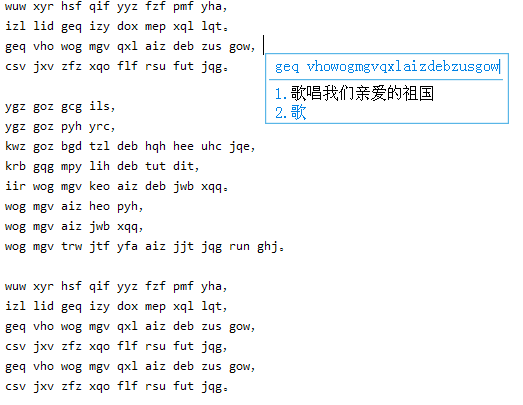 wuw xyr hsf qif yyz fzf pmf yha，
izl lid geq izy dox mep xql lqt。
geq vho wog mgv qxl aiz deb zus gow，
csv jxv zfz xqo flf rsu fut jqg。
geq vhowogmgvqxlaizdebzusgow
1.歌唱我们亲爱的祖国
2.歌
ygz goz gcg ils，
ygz goz pyh yrc，
kwz goz bgd tzl deb hqh hee uhc jqe，
krb gqg mpy lih deb tut dit，
iir wog mgv keo aiz deb jwb xqq。
wog mgv aiz heo pyh，
wog mgv aiz jwb xqq，
wog mgv trw jtf yfa aiz jjt jqg run ghj。
wuw xyr hsf qif yyz fzf pmf yha，
izl lid geq izy dox mep xql lqt，
geq vho wog mgv qxl aiz deb zus gow，
csv jxv zfz xqo flf rsu fut jqg，
geq vho wog mgv qxl aiz deb zus gow，
csv jxv zfz xqo flf rsu fut jqg。